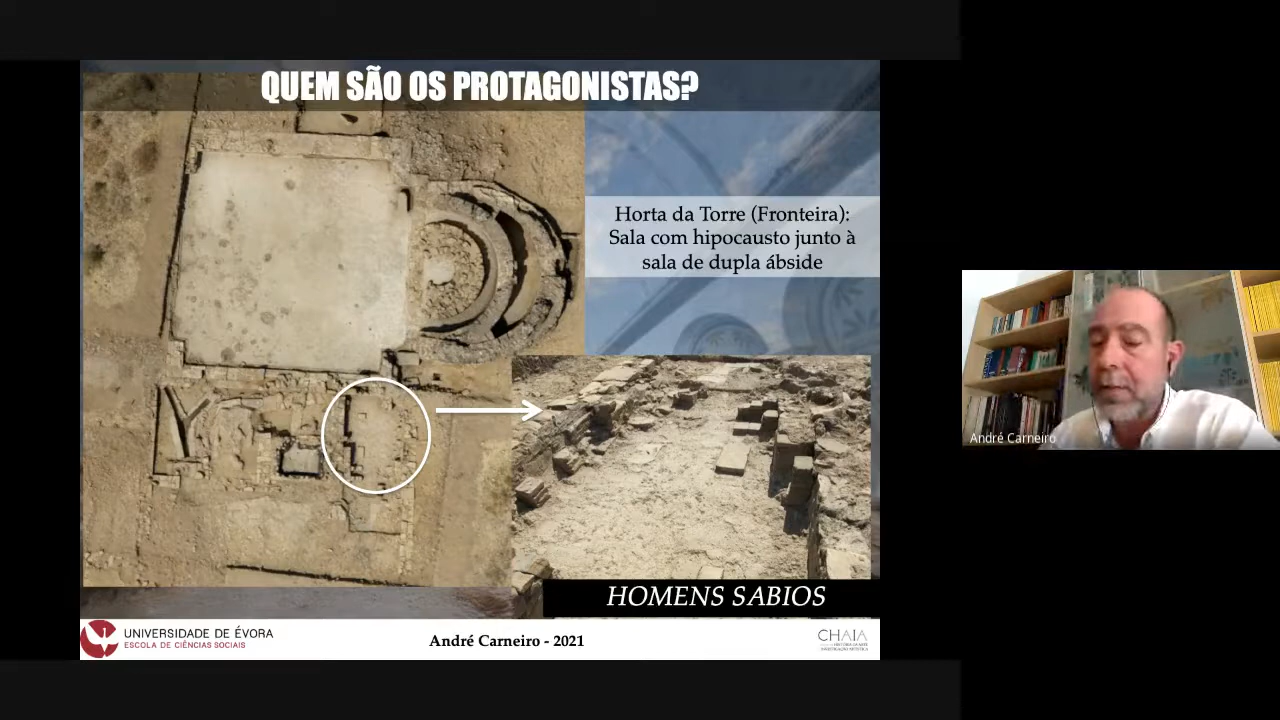 QUEM SÃO OS PROTAGONISTAS?
Horta da Torre (Fronteira):
Sala com hipocausto junto à
sala de dupla ábside
HOMENS SABIOS
UNIVERSIDADE DE ÉVORA
ESCOLA DE CIÊNCIAS SOCIAIS
André Carneiro - 2021
CHAIA
André Carneiro